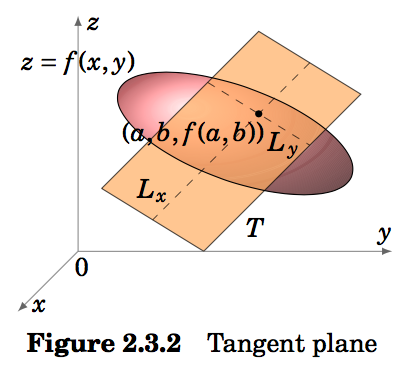 z
z = f(x, y)
(a, b, f(a, b))
L_y
L_x
T
y
0
x
Figure 2.3.2 Tangent plane